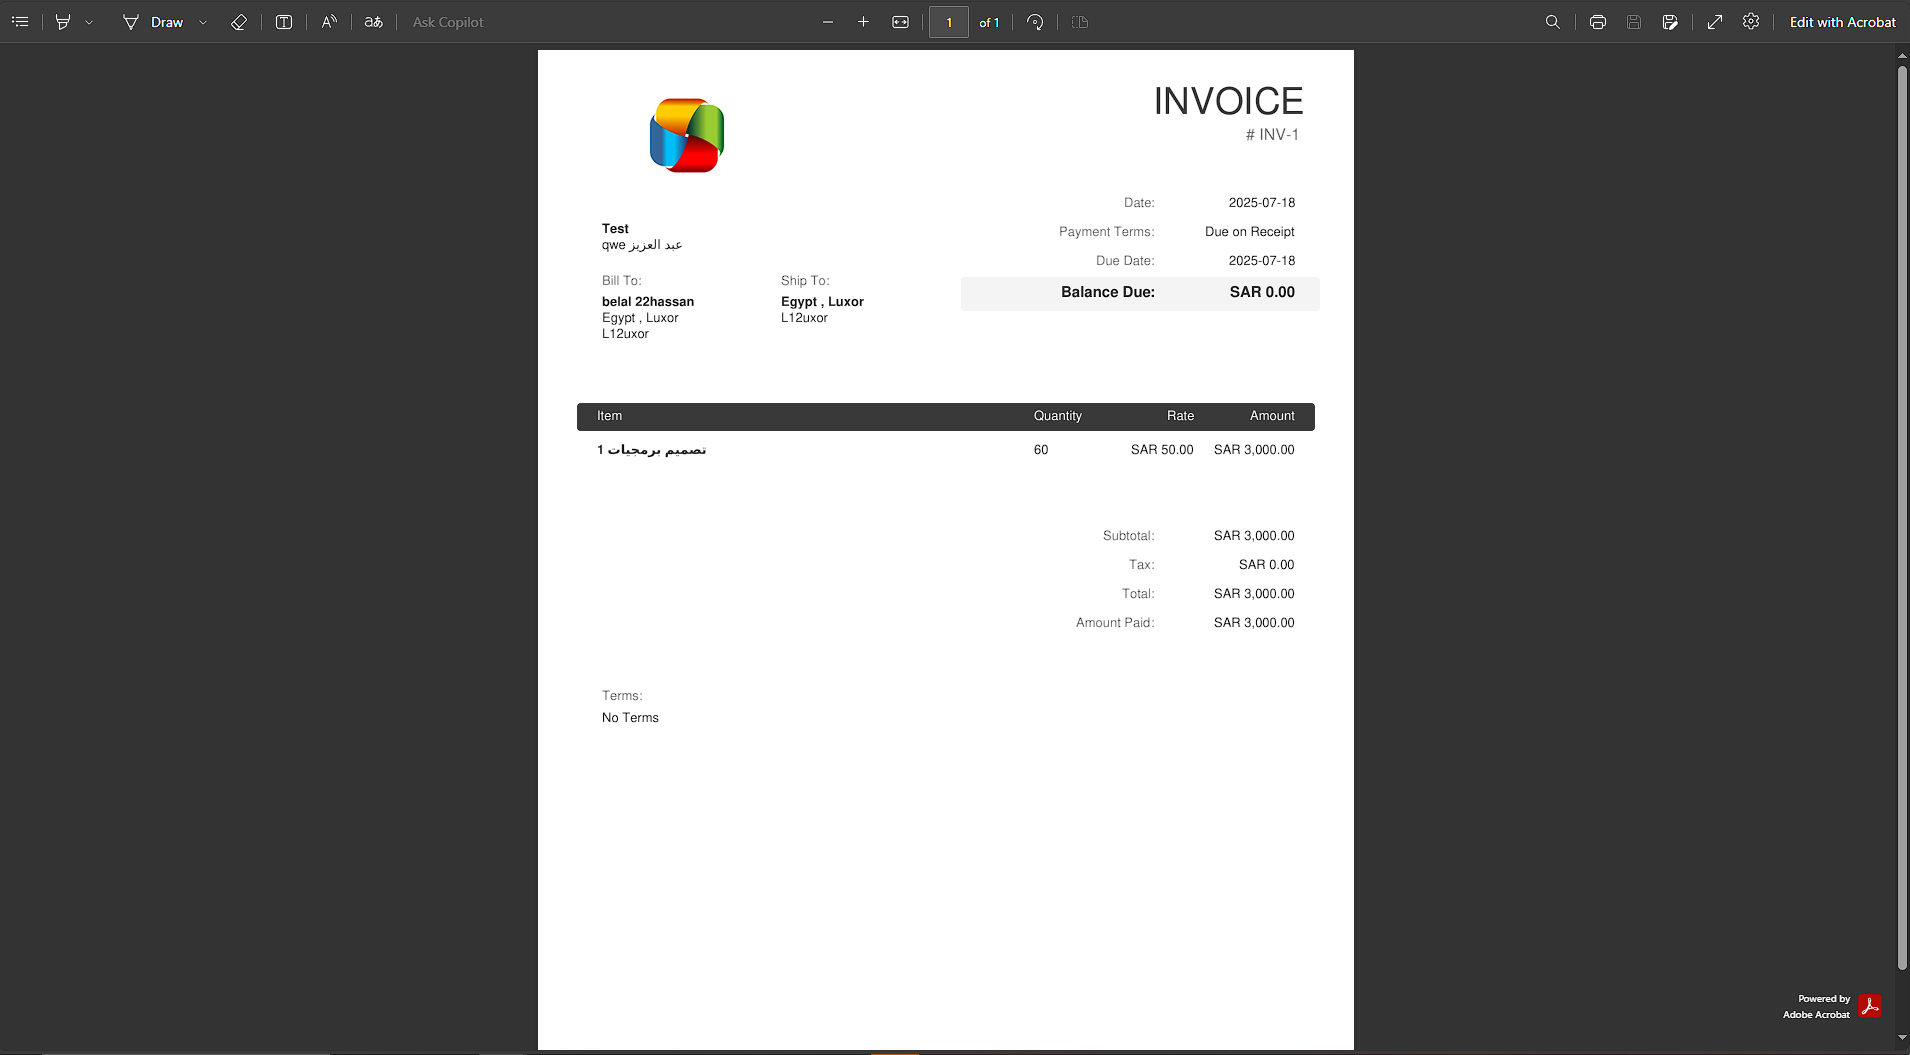 Draw
Ask Copilot
1 of 1
Edit with Acrobat
INVOICE
# INV-1
Date: 2025-07-18
Payment Terms: Due on Receipt
Due Date: 2025-07-18
Balance Due: SAR 0.00
Test
qwe عبد العزيز
Bill To:
belal 22hassan
Egypt , Luxor
L12uxor
Ship To:
Egypt , Luxor
L12uxor
Item Quantity Rate Amount
1 تصميم برمجيات 60 SAR 50.00 SAR 3,000.00
Subtotal: SAR 3,000.00
Tax: SAR 0.00
Total: SAR 3,000.00
Amount Paid: SAR 3,000.00
Terms:
No Terms
Powered by
Adobe Acrobat